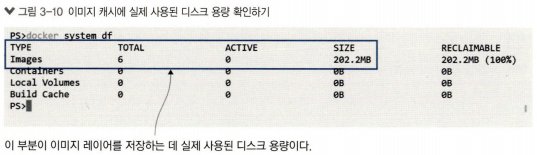 ▼ 그림 3-10 이미지 캐시에 실제 사용된 디스크 용량 확인하기
PS>docker system df
TYPE TOTAL ACTIVE SIZE RECLAIMABLE
Images 6 0 202.2MB 202.2MB (100%)
Containers 0 0 0B 0B
Local Volumes 0 0 0B 0B
Build Cache 0 0 0B 0B
PS>
이 부분이 이미지 레이어를 저장하는 데 실제 사용된 디스크 용량이다.